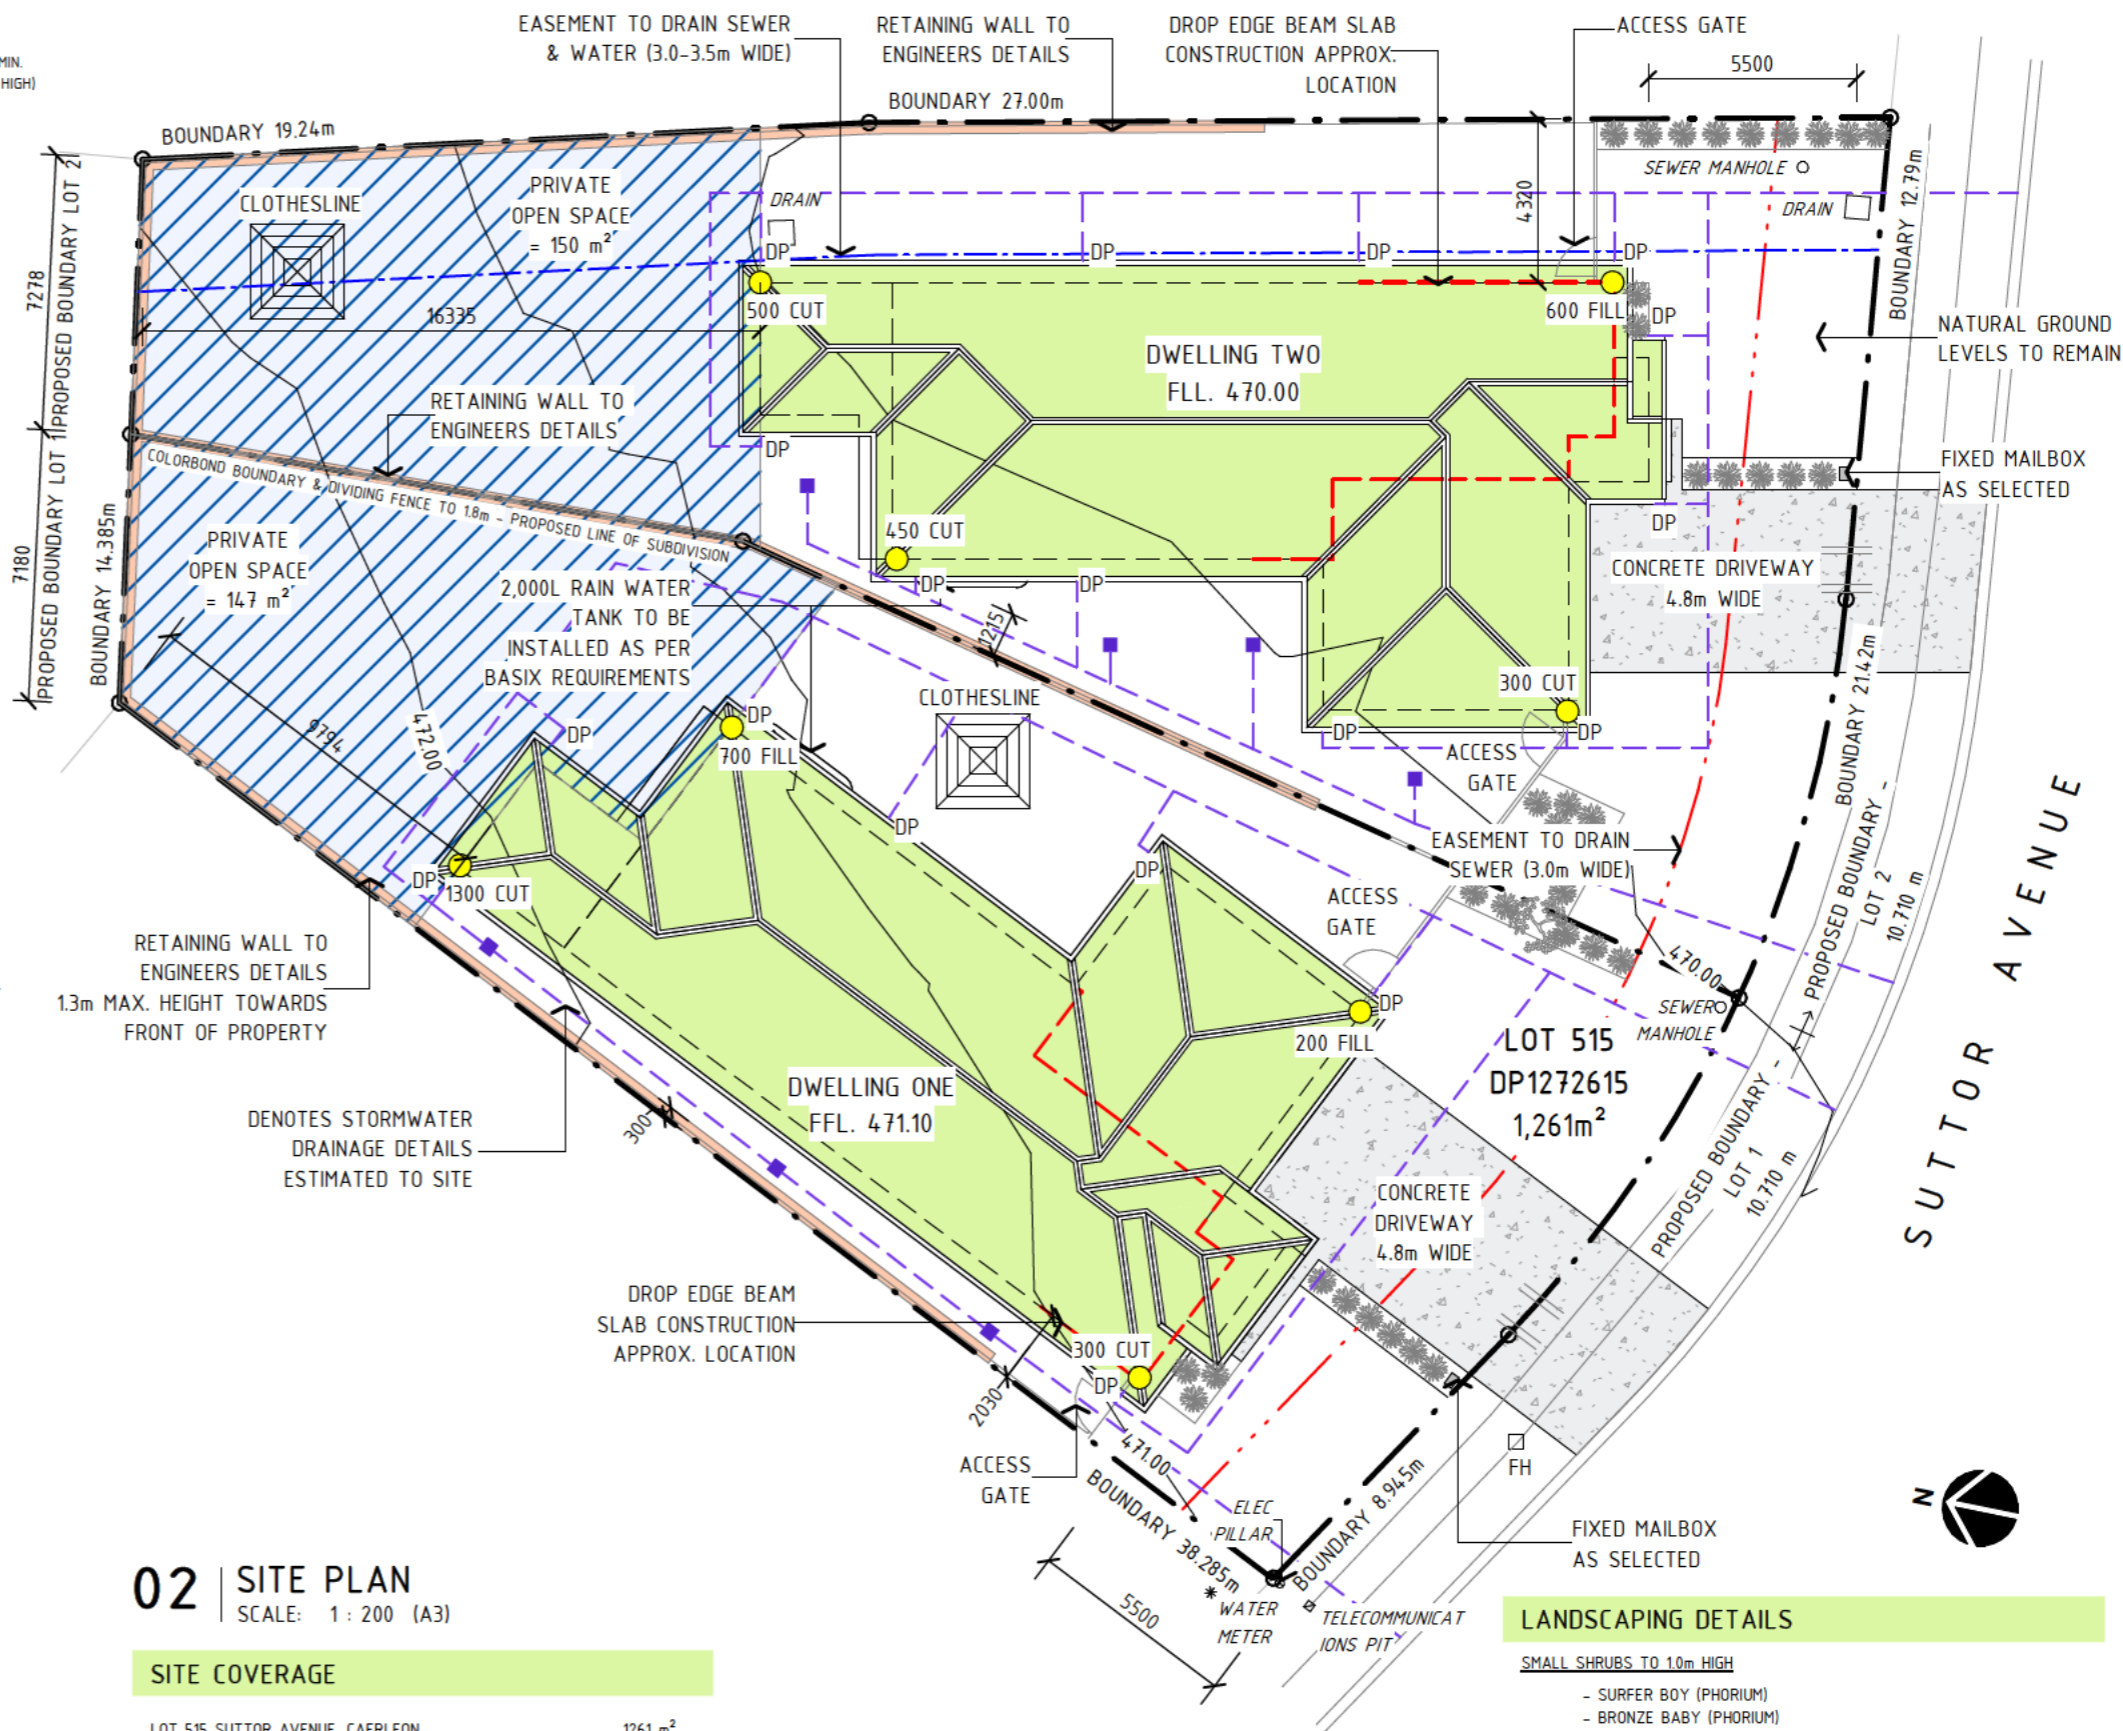 MIN.
HIGH)
EASEMENT TO DRAIN SEWER
& WATER (3.0-3.5m WIDE)
RETAINING WALL TO
ENGINEERS DETAILS
DROP EDGE BEAM SLAB
CONSTRUCTION APPROX.
LOCATION
ACCESS GATE
5500
BOUNDARY 19.24m
BOUNDARY 27.00m
SEWER MANHOLE
DRAIN
BOUNDARY 12.79m
4320
CLOTHESLINE
PRIVATE
OPEN SPACE
= 150 m²
DRAIN
DP
DP
DP
DP
7278
PROPOSED BOUNDARY LOT 2
16335
500 CUT
600 FILL
DP
DWELLING TWO
FLL. 470.00
NATURAL GROUND
LEVELS TO REMAIN
RETAINING WALL TO
ENGINEERS DETAILS
DP
COLORBOND BOUNDARY & DIVIDING FENCE TO 1.8m - PROPOSED LINE OF SUBDIVISION
FIXED MAILBOX
AS SELECTED
7180
PROPOSED BOUNDARY LOT 1
BOUNDARY 14.385m
PRIVATE
OPEN SPACE
= 147 m²
450 CUT
DP
CONCRETE DRIVEWAY
4.8m WIDE
2,000L RAIN WATER
TANK TO BE
INSTALLED AS PER
BASIX REQUIREMENTS
DP
DP
1215
BOUNDARY 21.42m
9794
472.00
CLOTHESLINE
300 CUT
DP
DP
DP
DP
700 FILL
ACCESS
GATE
EASEMENT TO DRAIN
SEWER (3.0m WIDE)
DP
DP
DP
1300 CUT
ACCESS
GATE
PROPOSED BOUNDARY -
LOT 2
10.710 m
RETAINING WALL TO
ENGINEERS DETAILS
1.3m MAX. HEIGHT TOWARDS
FRONT OF PROPERTY
470.00
SEWER
MANHOLE
DP
200 FILL
LOT 515
DP1272615
1,261m²
SUTTOR AVENUE
DWELLING ONE
FFL. 471.10
DENOTES STORMWATER
DRAINAGE DETAILS
ESTIMATED TO SITE
300
PROPOSED BOUNDARY -
LOT 1
10.710 m
CONCRETE
DRIVEWAY
4.8m WIDE
DROP EDGE BEAM
SLAB CONSTRUCTION
APPROX. LOCATION
300 CUT
DP
2030
ACCESS
GATE
471.00
BOUNDARY 38.285m
ELEC
PILLAR
BOUNDARY 8.945m
FH
N
FIXED MAILBOX
AS SELECTED
5500
WATER
METER
TELECOMMUNICAT
IONS PIT
02
SITE PLAN
SCALE: 1 : 200 (A3)
SITE COVERAGE
LOT 515 SUTTOR AVENUE, CAERLEON 1261 m²
LANDSCAPING DETAILS
SMALL SHRUBS TO 1.0m HIGH
- SURFER BOY (PHORIUM)
- BRONZE BABY (PHORIUM)